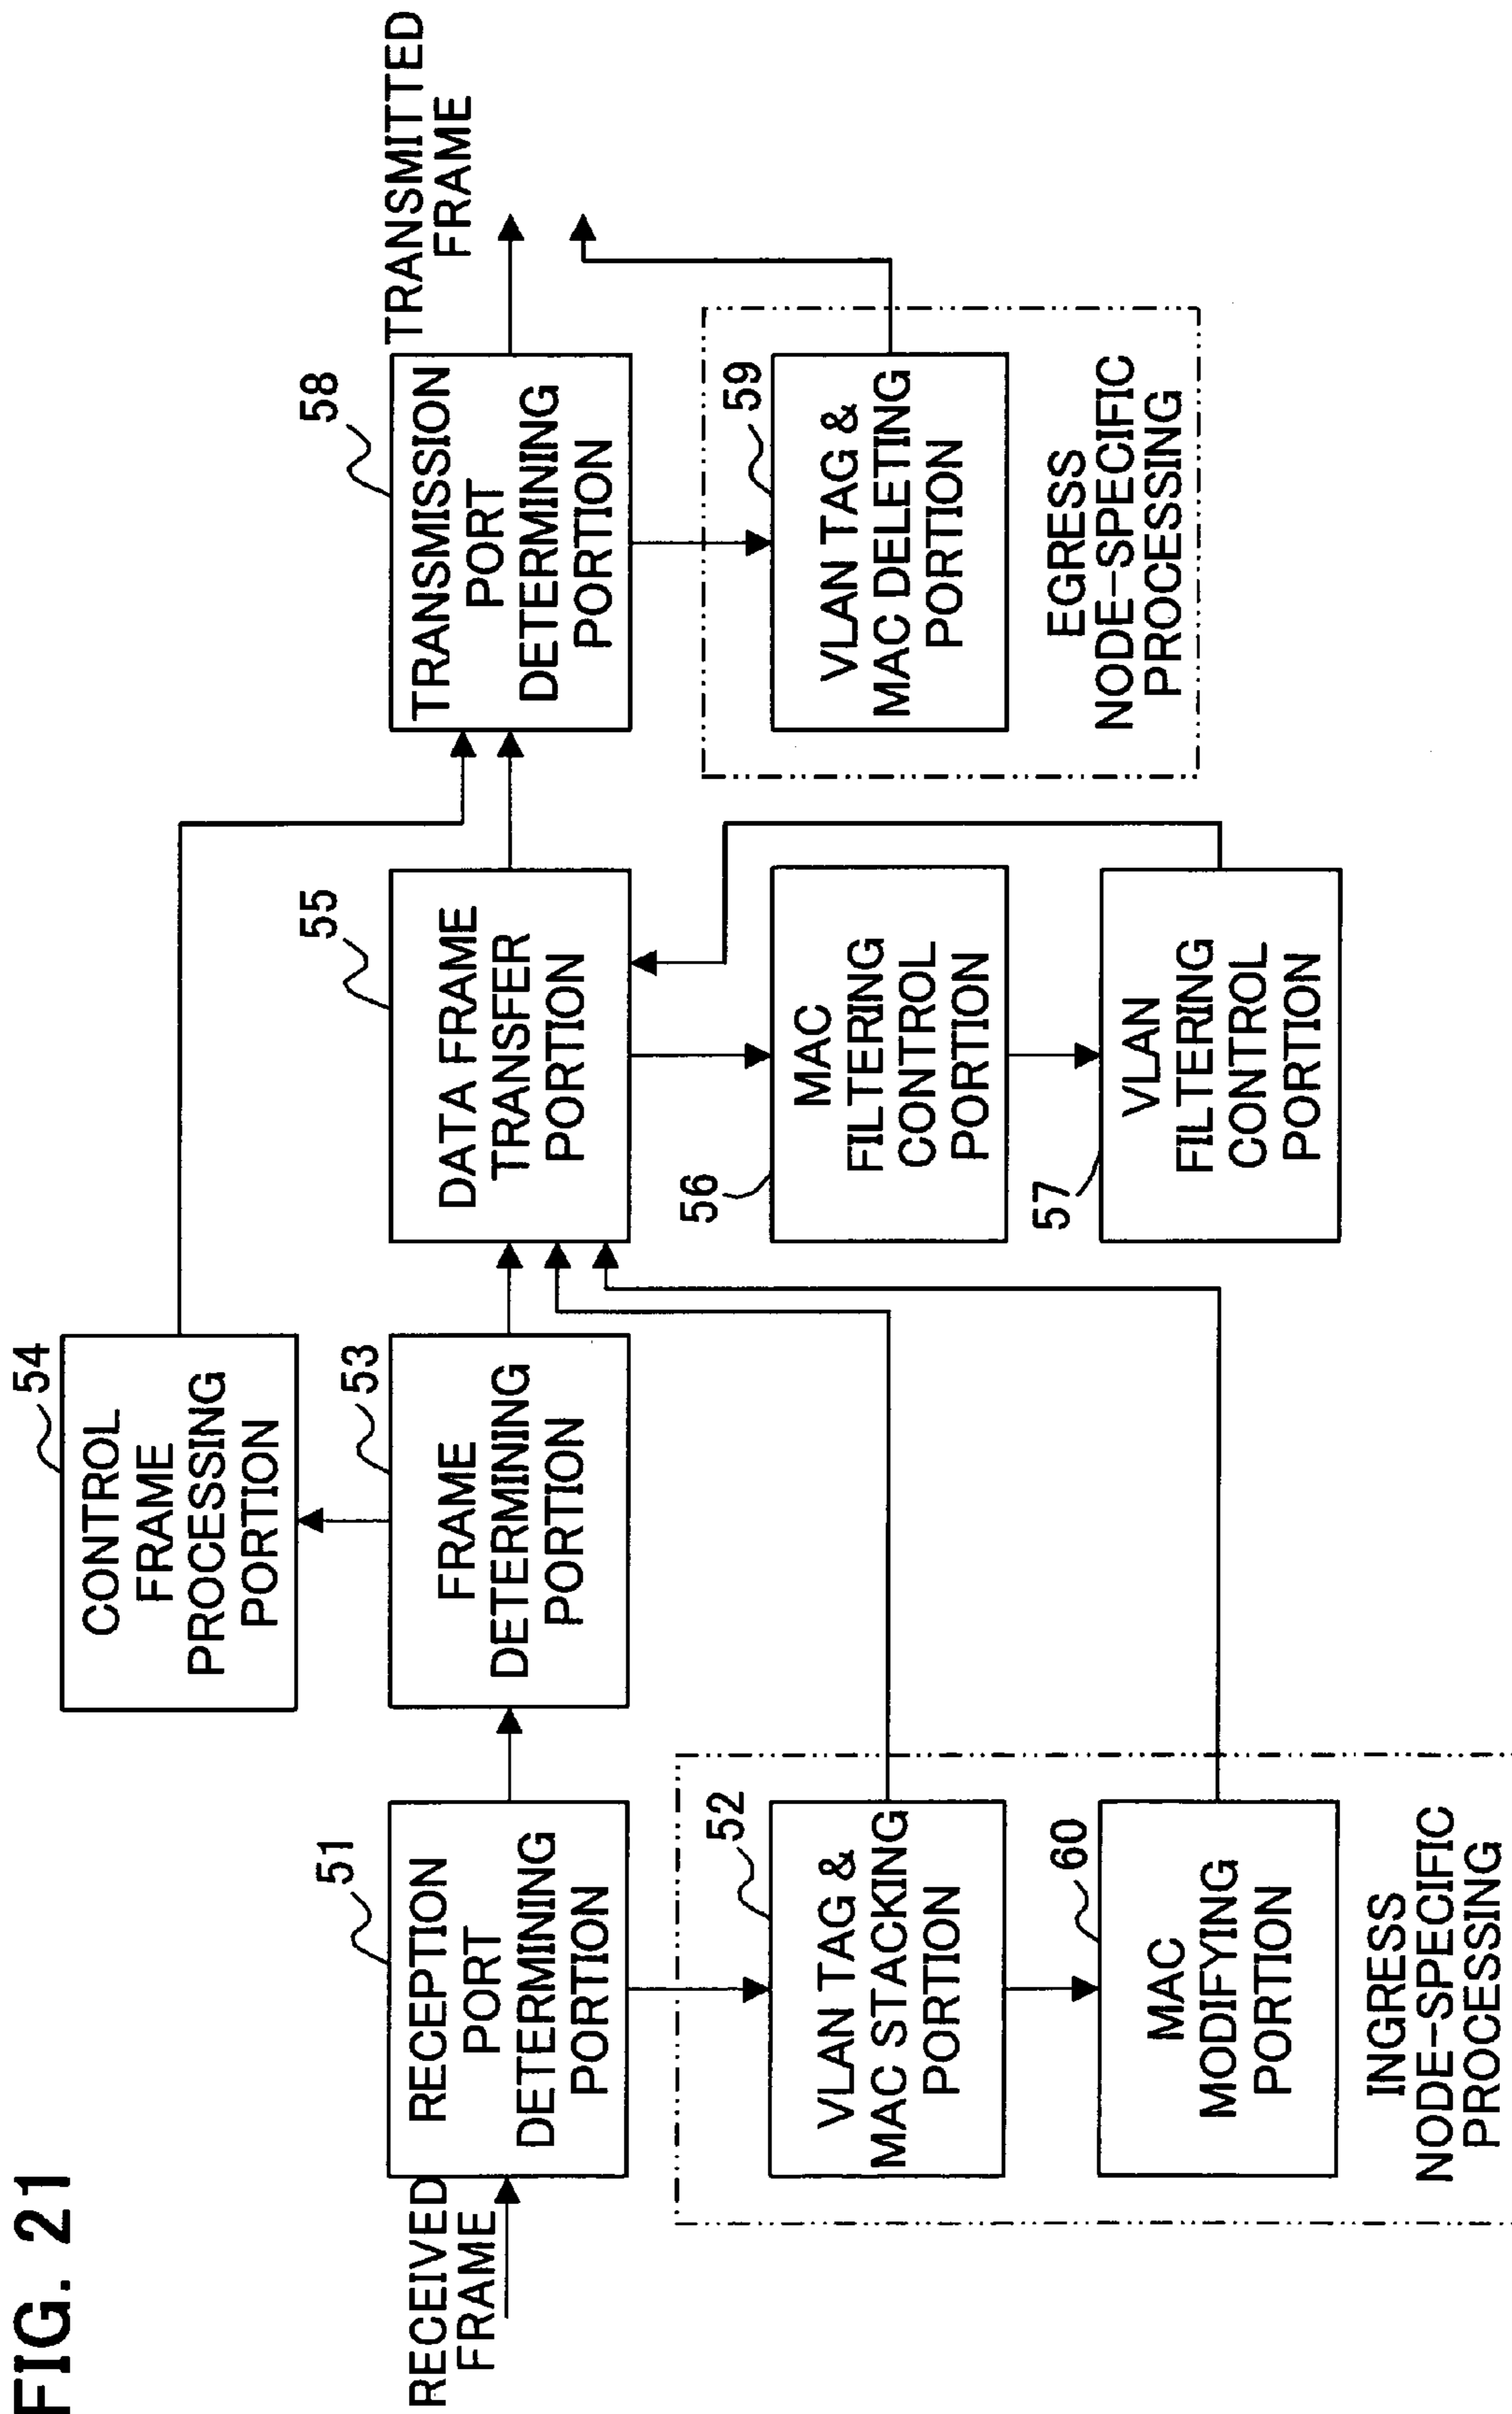 FIG. 21
RECEIVED
FRAME
51
RECEPTION
PORT
DETERMINING
PORTION
52
VLAN TAG &
MAC STACKING
PORTION
60
MAC
MODIFYING
PORTION
INGRESS
NODE-SPECIFIC
PROCESSING
54
CONTROL
FRAME
PROCESSING
PORTION
53
FRAME
DETERMINING
PORTION
55
DATA FRAME
TRANSFER
PORTION
56
MAC
FILTERING
CONTROL
PORTION
57
VLAN
FILTERING
CONTROL
PORTION
58
TRANSMISSION
PORT
DETERMINING
PORTION
TRANSMITTED
FRAME
59
VLAN TAG &
MAC DELETING
PORTION
EGRESS
NODE-SPECIFIC
PROCESSING